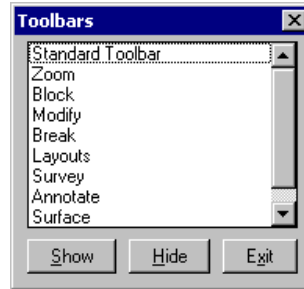 Toolbars
Standard Toolbar
Zoom
Block
Modify
Break
Layouts
Survey
Annotate
Surface
Show Hide Exit